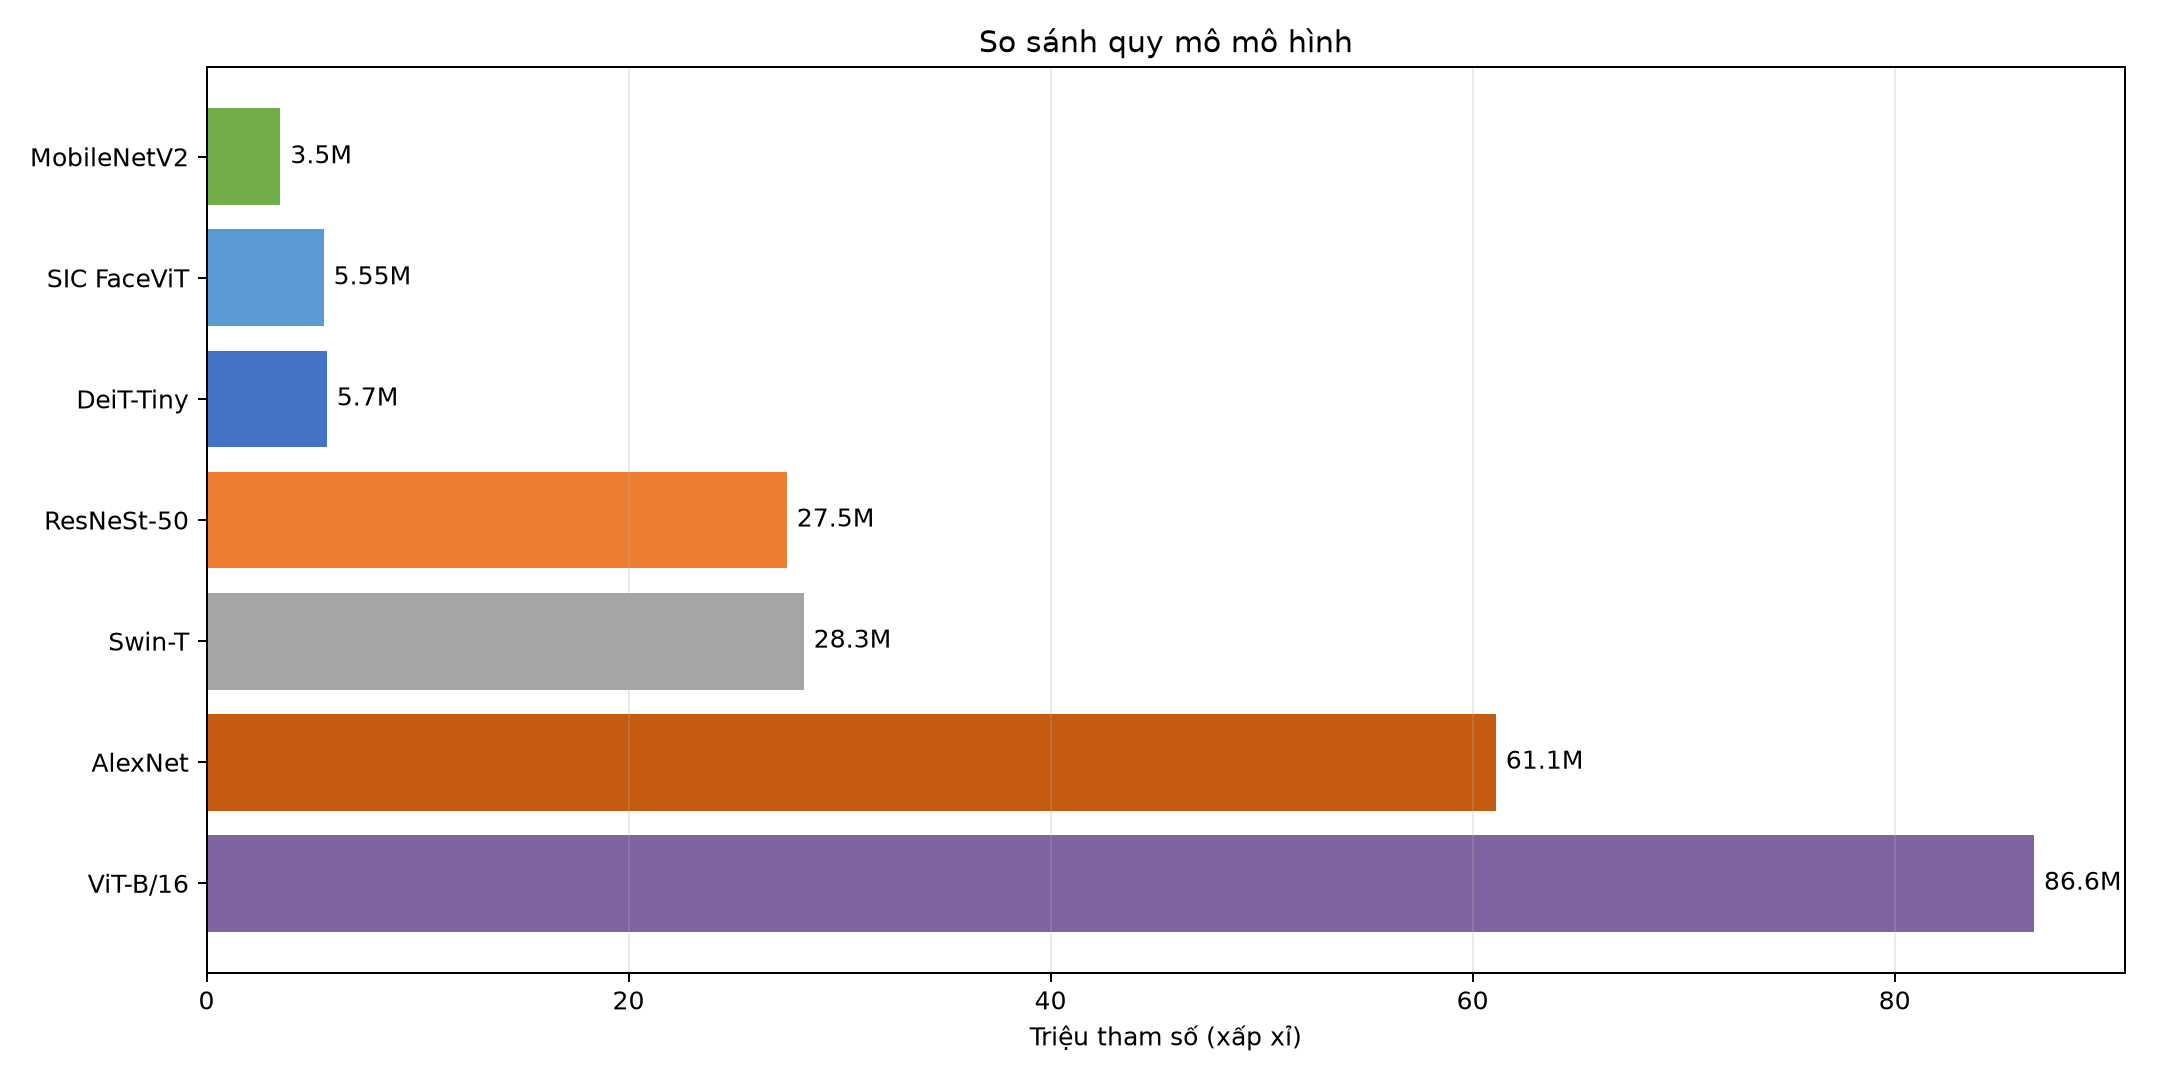 So sánh quy mô mô hình
MobileNetV2 3.5M
SIC FaceViT 5.55M
DeiT-Tiny 5.7M
ResNeSt-50 27.5M
Swin-T 28.3M
AlexNet 61.1M
ViT-B/16 86.6M
0 20 40 60 80
Triệu tham số (xấp xỉ)